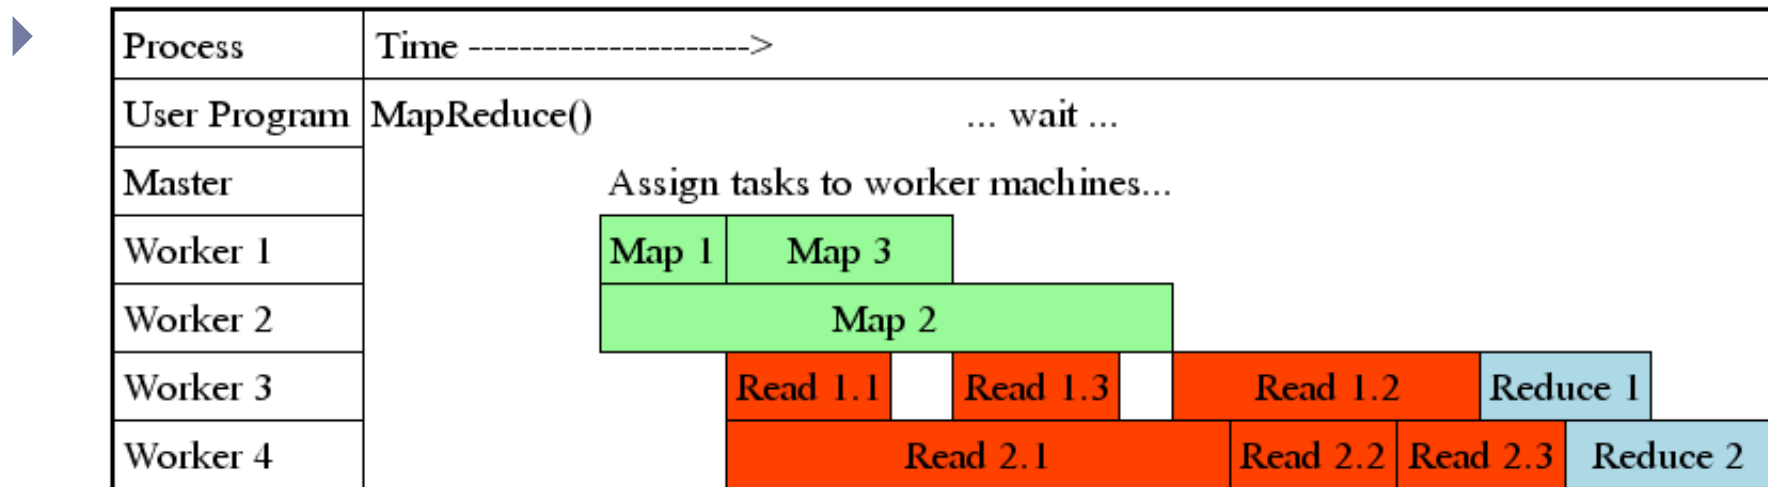 Process Time ---------------------->
User Program MapReduce() ... wait ...
Master Assign tasks to worker machines...
Worker 1 Map 1 Map 3
Worker 2 Map 2
Worker 3 Read 1.1 Read 1.3 Read 1.2 Reduce 1
Worker 4 Read 2.1 Read 2.2 Read 2.3 Reduce 2